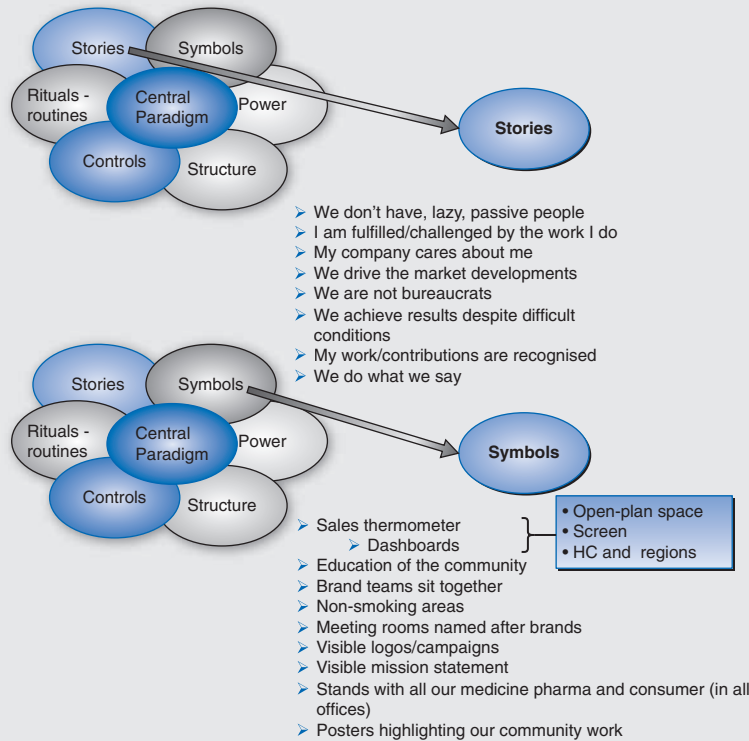 Stories
Symbols
Rituals -
routines
Central
Paradigm
Power
Controls
Structure
Stories
➢ We don't have, lazy, passive people
➢ I am fulfilled/challenged by the work I do
➢ My company cares about me
➢ We drive the market developments
➢ We are not bureaucrats
➢ We achieve results despite difficult
conditions
➢ My work/contributions are recognised
➢ We do what we say
Stories
Symbols
Rituals -
routines
Central
Paradigm
Power
Controls
Structure
Symbols
➢ Sales thermometer
➢ Dashboards
• Open-plan space
• Screen
• HC and regions
➢ Education of the community
➢ Brand teams sit together
➢ Non-smoking areas
➢ Meeting rooms named after brands
➢ Visible logos/campaigns
➢ Visible mission statement
➢ Stands with all our medicine pharma and consumer (in all
offices)
➢ Posters highlighting our community work